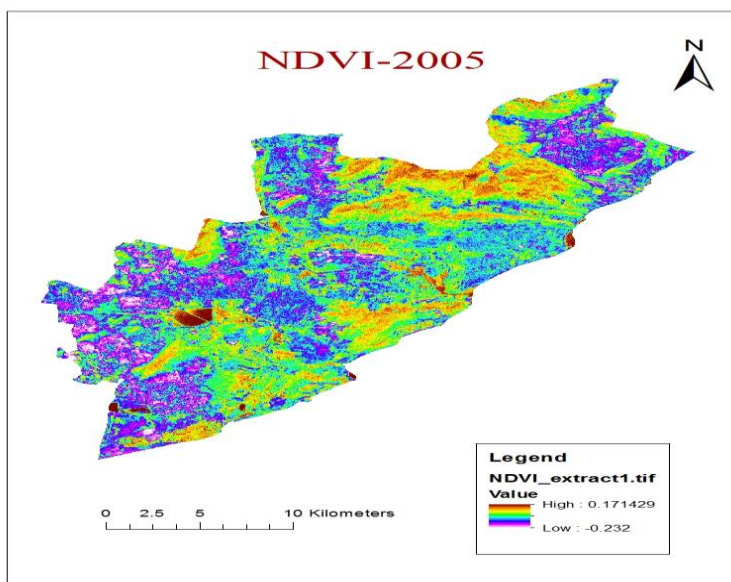 NDVI-2005
N
Legend
NDVI_extract1.tif
Value
High : 0.171429
Low : -0.232
0 2.5 5 10 Kilometers